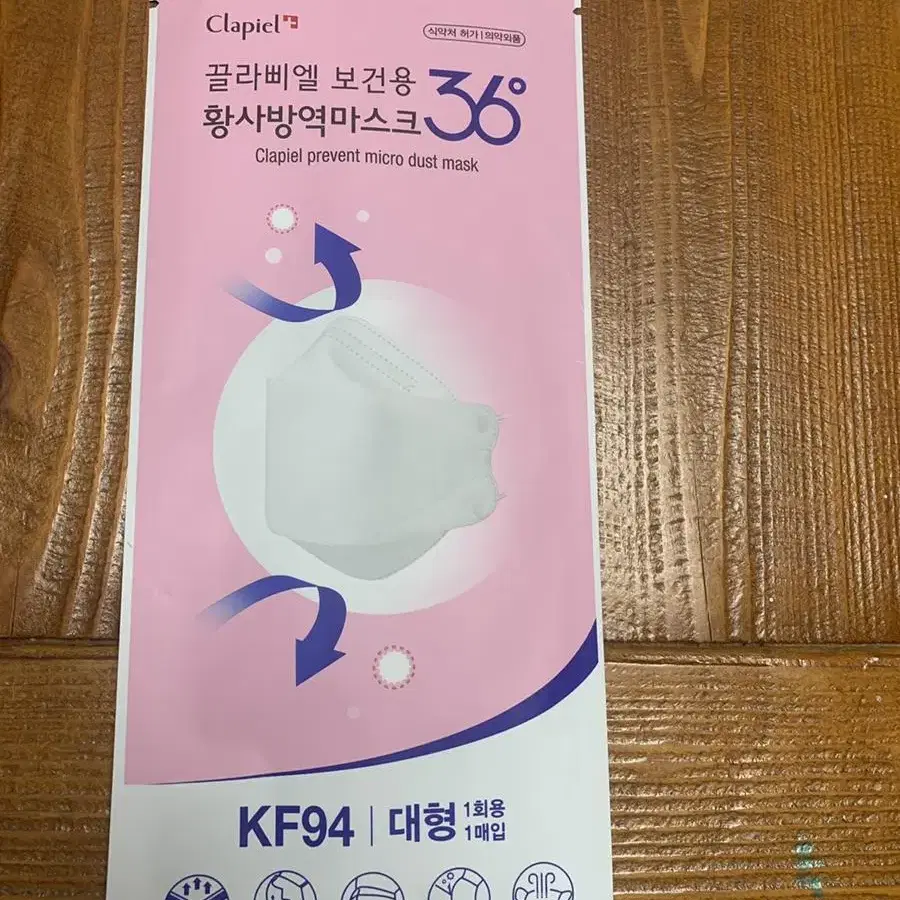 Clapiel
식약처 허가 | 의약외품
끌라삐엘 보건용
황사방역마스크 36°
Clapiel prevent micro dust mask
KF94 | 대형 1회용
1매입